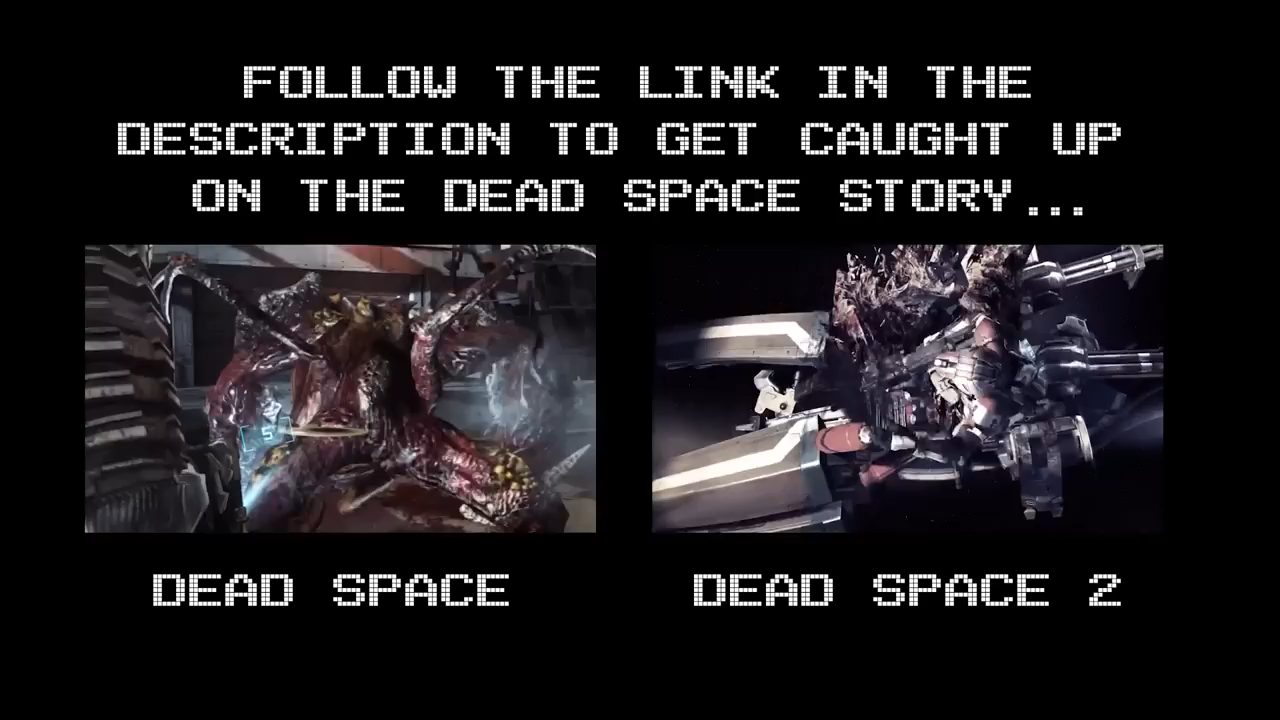 FOLLOW THE LINK IN THE
DESCRIPTION TO GET CAUGHT UP
ON THE DEAD SPACE STORY...
DEAD SPACE
DEAD SPACE 2